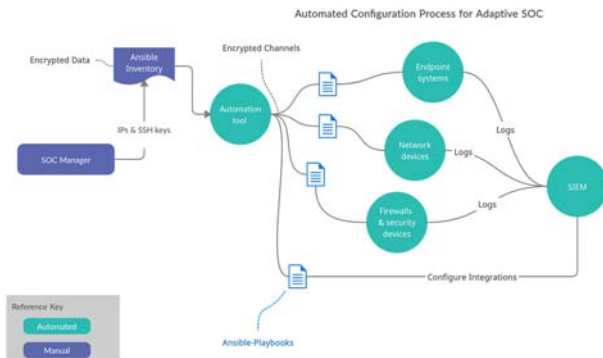 Automated Configuration Process for Adaptive SOC
Encrypted Data
Ansible
Inventory
Encrypted Channels
IPs & SSH keys
SOC Manager
Automation
tool
Endpoint
systems
Network
devices
Firewalls
& security
devices
Logs
Logs
Logs
SIEM
Configure Integrations
Ansible-Playbooks
Reference Key
Automated
Manual